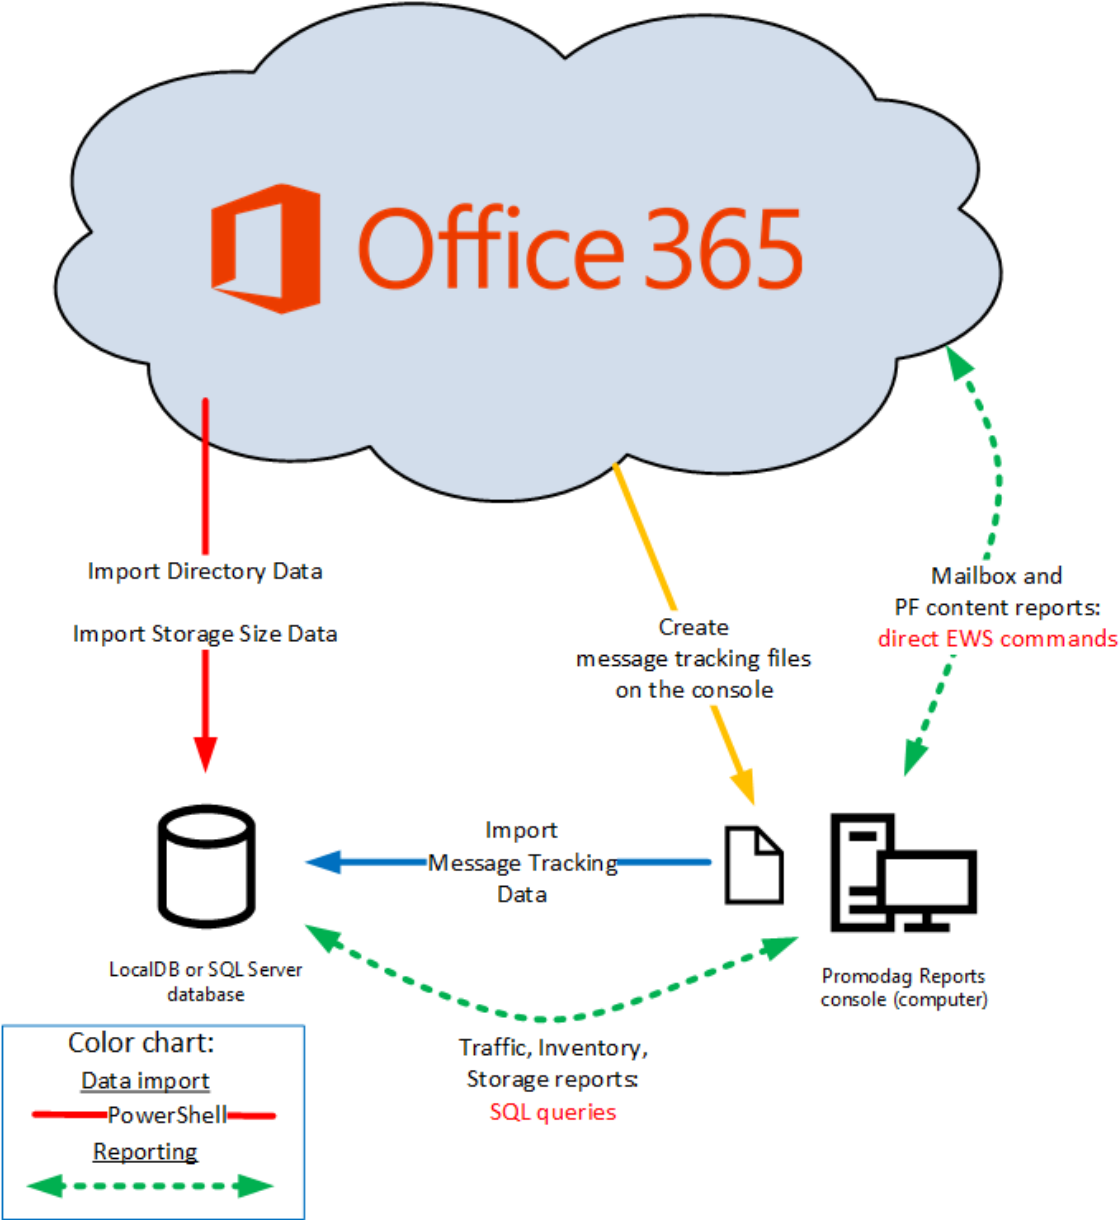 Office 365
Import Directory Data
Import Storage Size Data
Create
message tracking files
on the console
Mailbox and
PF content reports:
direct EWS commands
Import
Message Tracking
Data
LocalDB or SQL Server
database
Promodag Reports
console (computer)
Traffic, Inventory,
Storage reports:
SQL queries
Color chart:
Data import
PowerShell
Reporting